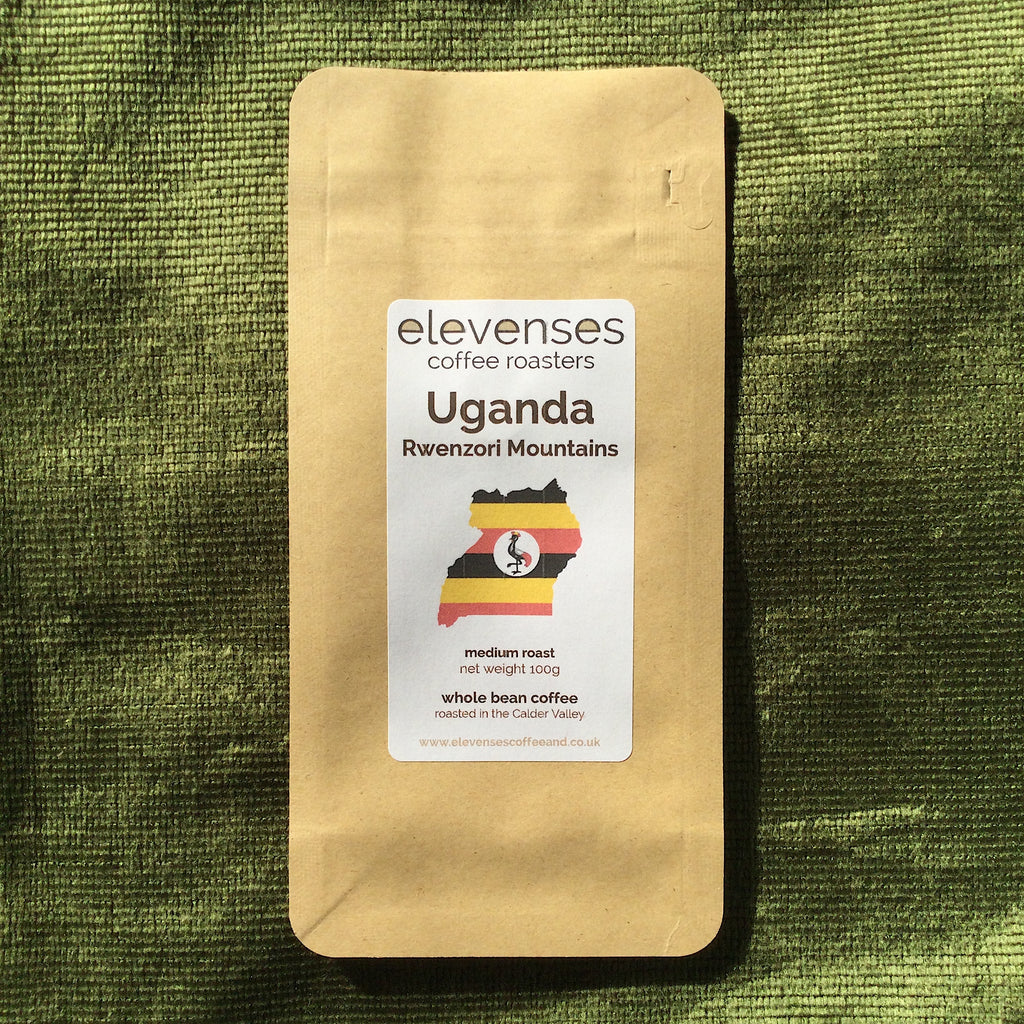 elevenses
coffee roasters
Uganda
Rwenzori Mountains
medium roast
net weight 100g
whole bean coffee
roasted in the Calder Valley
www.elevensescoffeeand.co.uk